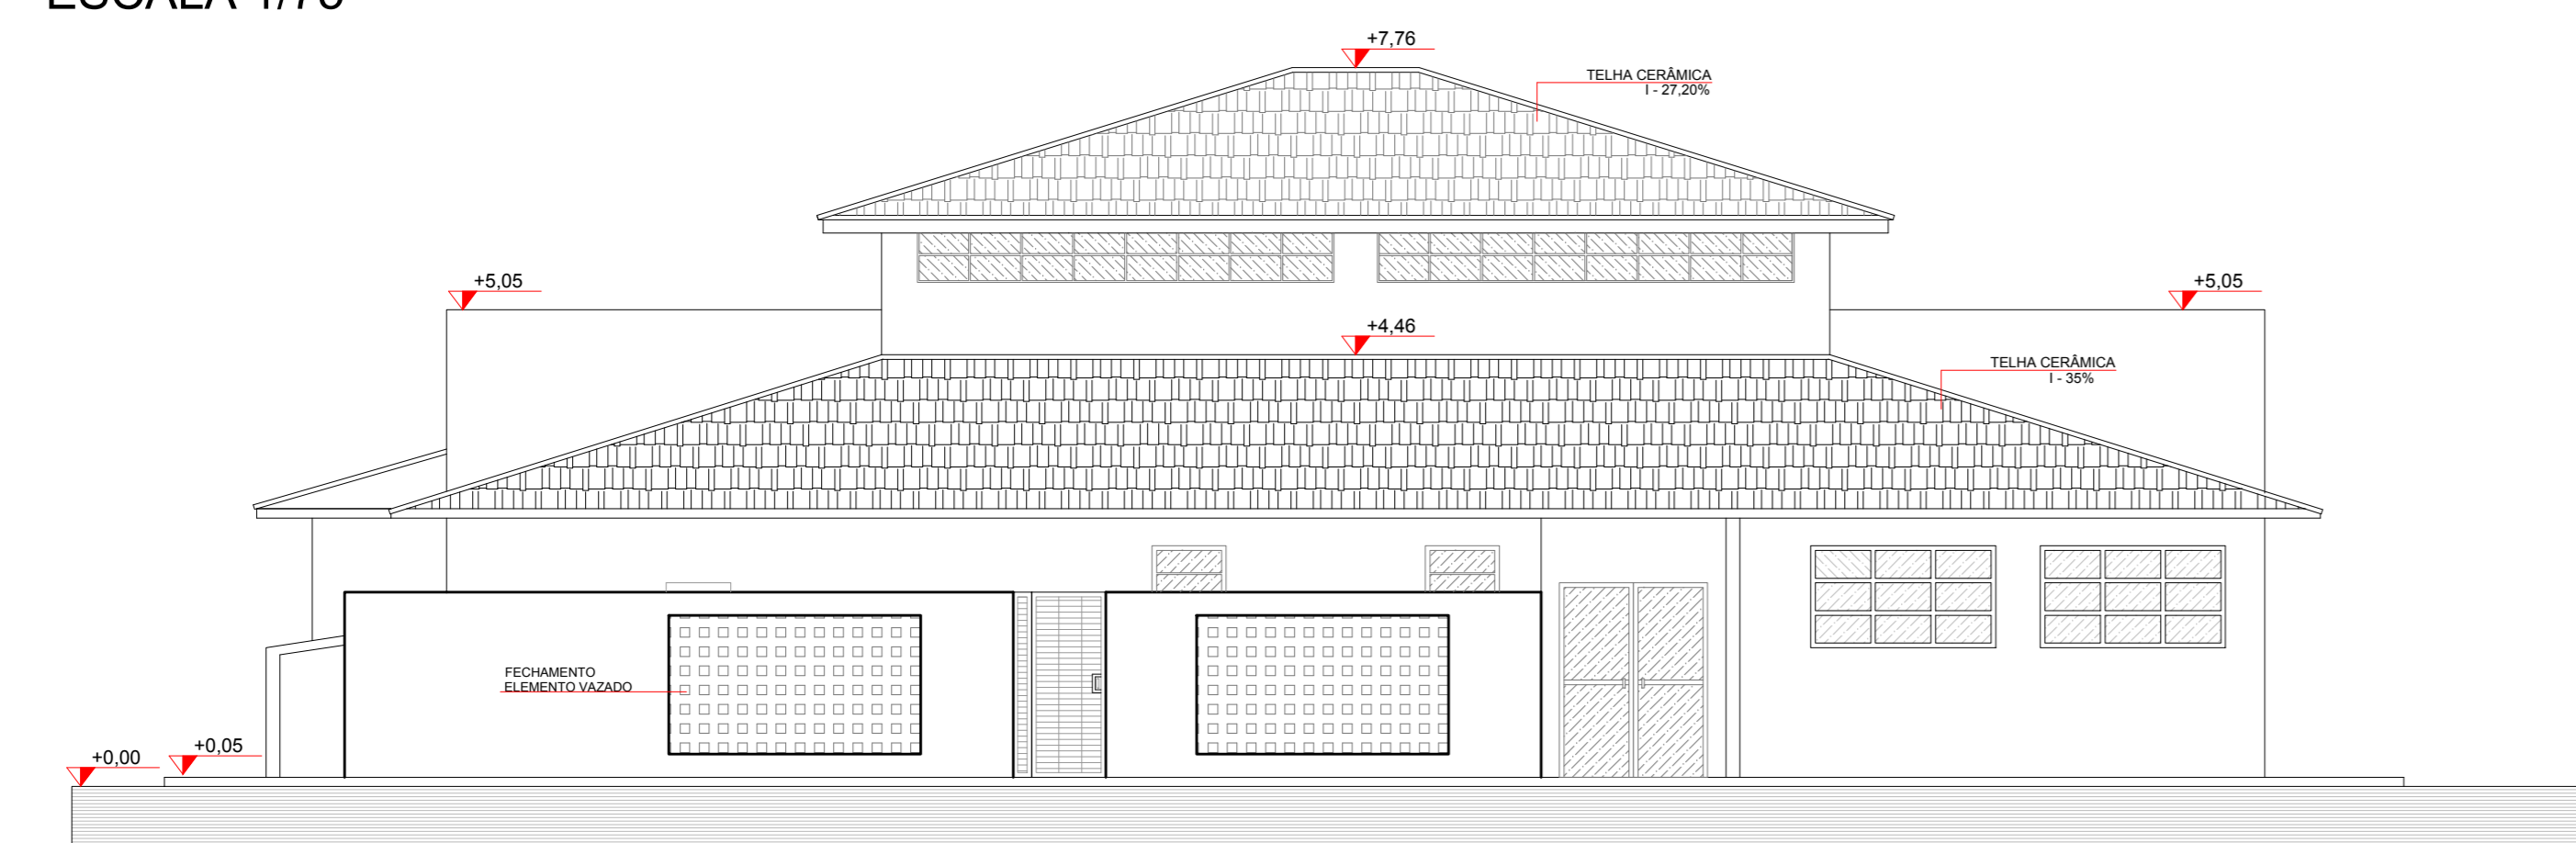 +7,76
TELHA CERÂMICA
I - 27,20%
+5,05
+5,05
+4,46
TELHA CERÂMICA
I - 35%
FECHAMENTO
ELEMENTO VAZADO
+0,05
+0,00